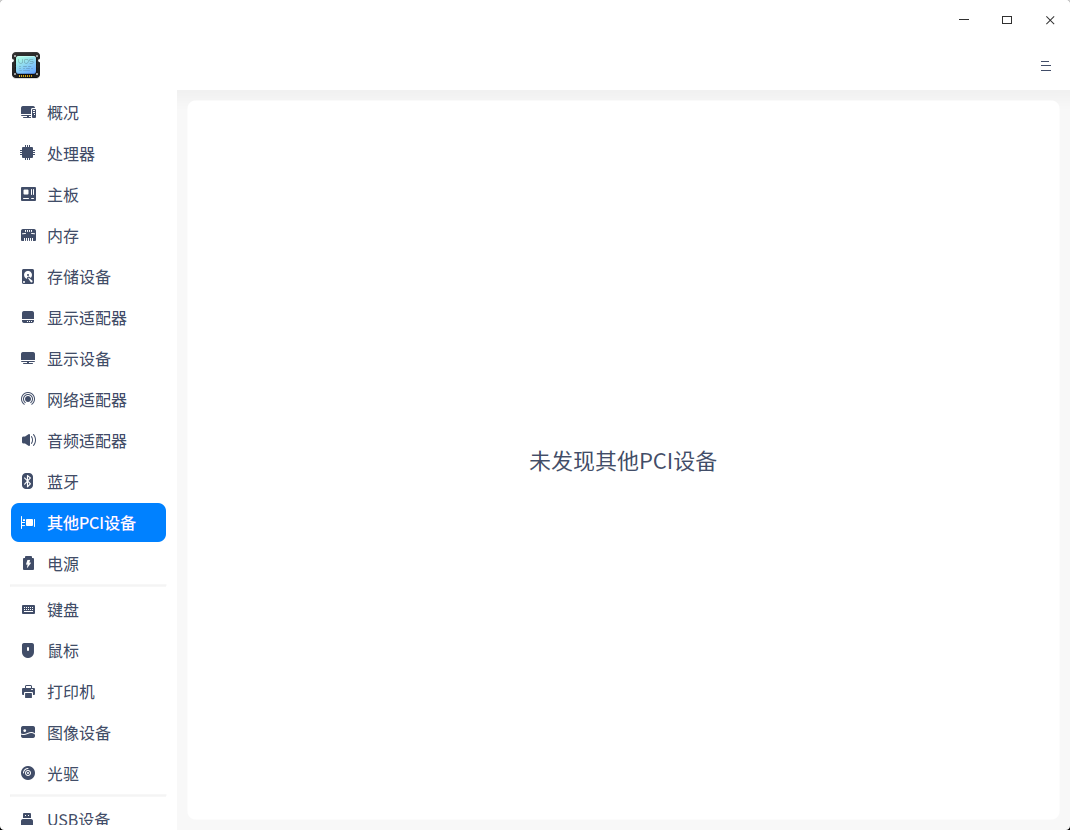 UOS
概况
处理器
主板
内存
存储设备
显示适配器
显示设备
网络适配器
音频适配器
蓝牙
其他PCI设备
电源
键盘
鼠标
打印机
图像设备
光驱
USB设备
未发现其他PCI设备